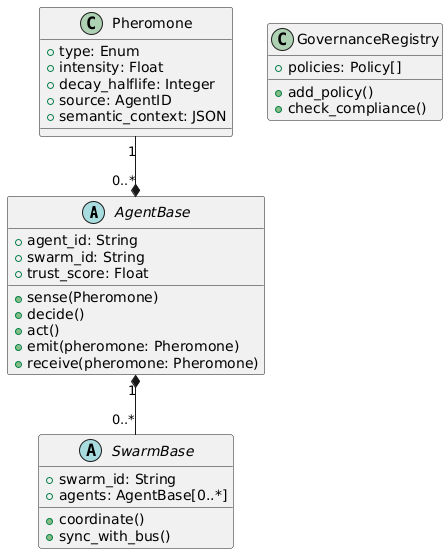 C Pheromone
type: Enum
intensity: Float
decay_halflife: Integer
source: AgentID
semantic_context: JSON
C GovernanceRegistry
policies: Policy[]
add_policy()
check_compliance()
1
0..*
A AgentBase
agent_id: String
swarm_id: String
trust_score: Float
sense(Pheromone)
decide()
act()
emit(pheromone: Pheromone)
receive(pheromone: Pheromone)
1
0..*
A SwarmBase
swarm_id: String
agents: AgentBase[0..*]
coordinate()
sync_with_bus()